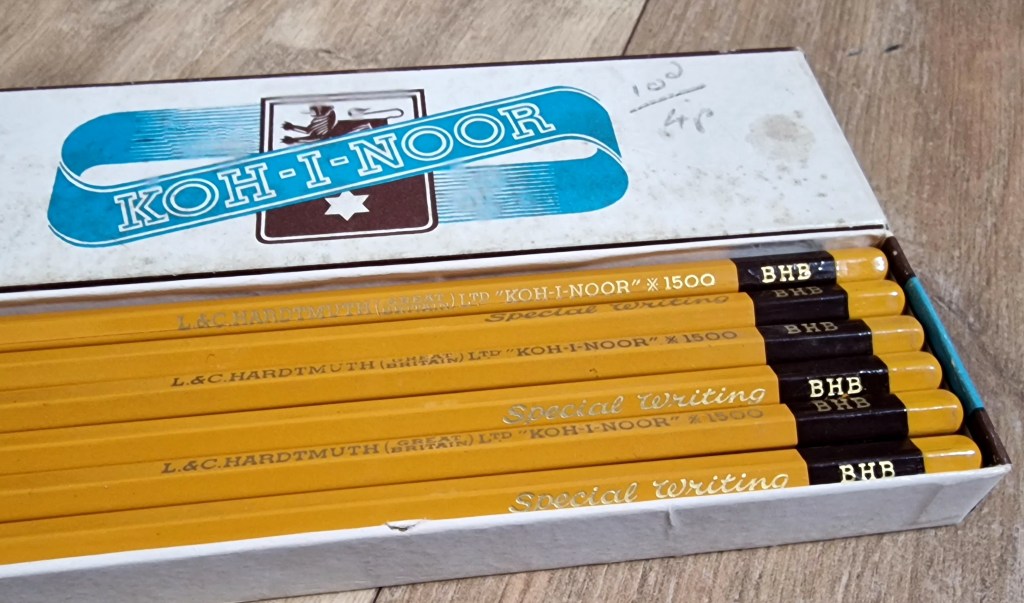 100
4p
KOH-I-NOOR
L.&C.HARDTMUTH (GREAT BRITAIN) LTD "KOH-I-NOOR" ※ 1500 BHB
Special Writing BHB
L.&C.HARDTMUTH (GREAT BRITAIN) LTD "KOH-I-NOOR" ※ 1500 BHB
Special Writing BHB
L.&C.HARDTMUTH (GREAT BRITAIN) LTD "KOH-I-NOOR" ※ 1500 BHB
Special Writing BHB